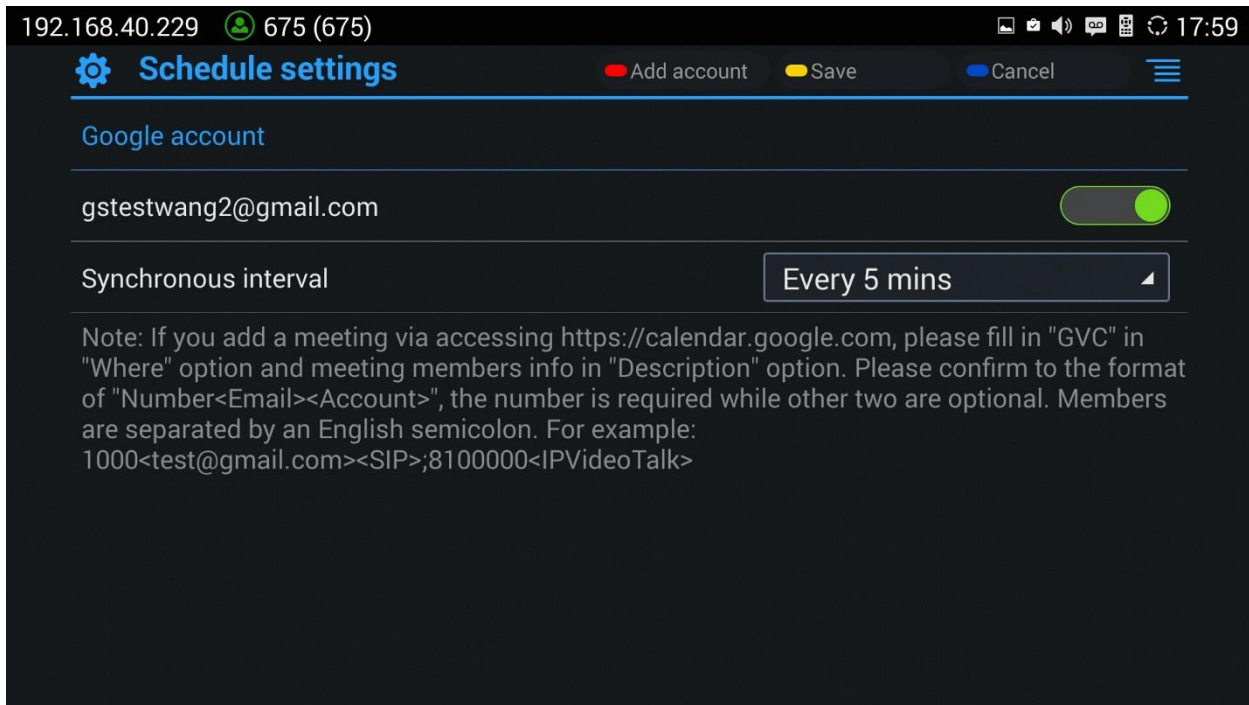 192.168.40.229 675 (675) 17:59
Schedule settings Add account Save Cancel
Google account
gstestwang2@gmail.com
Synchronous interval Every 5 mins
Note: If you add a meeting via accessing https://calendar.google.com, please fill in "GVC" in
"Where" option and meeting members info in "Description" option. Please confirm to the format
of "Number<Email><Account>", the number is required while other two are optional. Members
are separated by an English semicolon. For example:
1000<test@gmail.com><SIP>;8100000<IPVideoTalk>